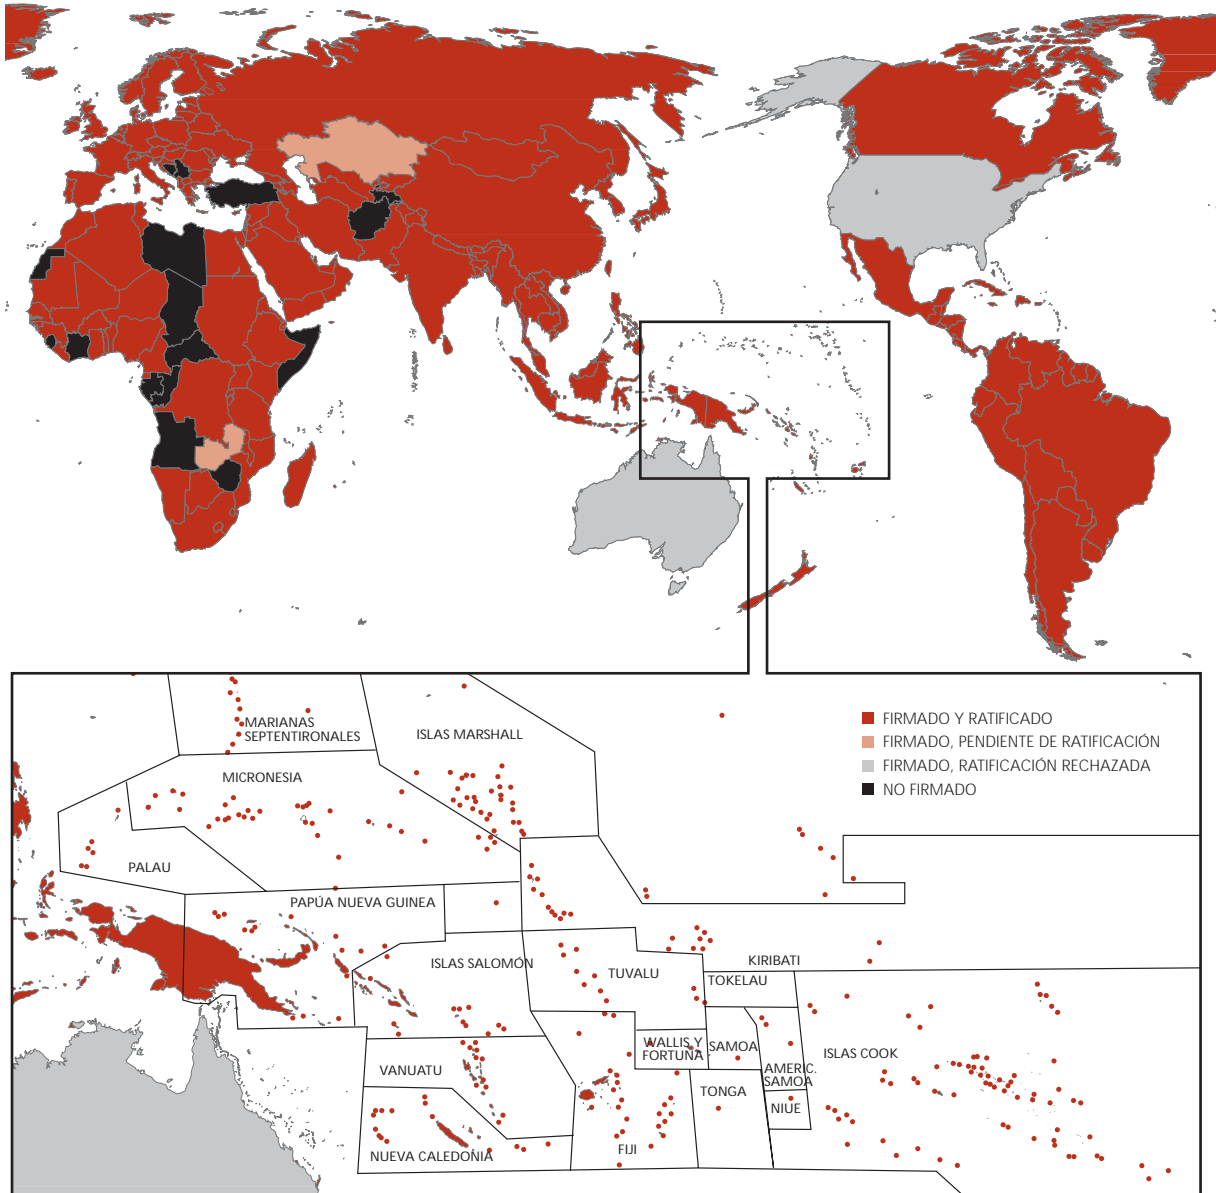 FIRMADO Y RATIFICADO
FIRMADO, PENDIENTE DE RATIFICACIÓN
FIRMADO, RATIFICACIÓN RECHAZADA
NO FIRMADO
MARIANAS
SEPTENTIRONALES
ISLAS MARSHALL
MICRONESIA
PALAU
PAPÚA NUEVA GUINEA
ISLAS SALOMÓN
TUVALU
KIRIBATI
TOKELAU
WALLIS Y
FORTUNA
SAMOA
AMERIC.
SAMOA
ISLAS COOK
VANUATU
TONGA
NIUE
NUEVA CALEDONIA
FIJI